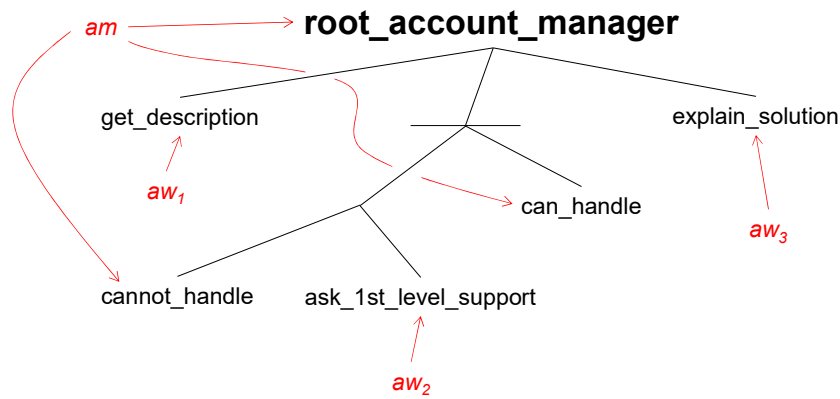 am
root_account_manager
get_description
explain_solution
aw1
can_handle
aw3
cannot_handle
ask_1st_level_support
aw2